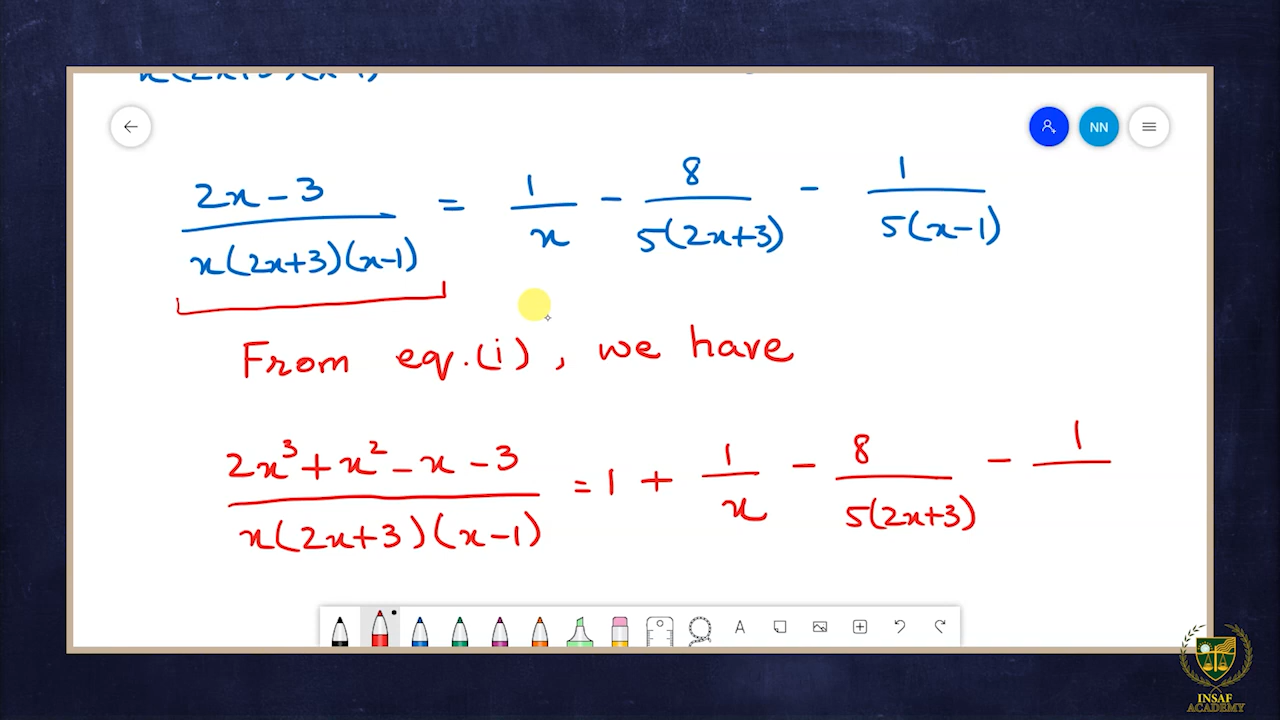 NN
2x - 3 / x(2x+3)(x-1) = 1/x - 8/5(2x+3) - 1/5(x-1)
From eq.(i), we have
2x³ + x² - x - 3 / x(2x+3)(x-1) = 1 + 1/x - 8/5(2x+3) - 1/
A
INSAF
ACADEMY